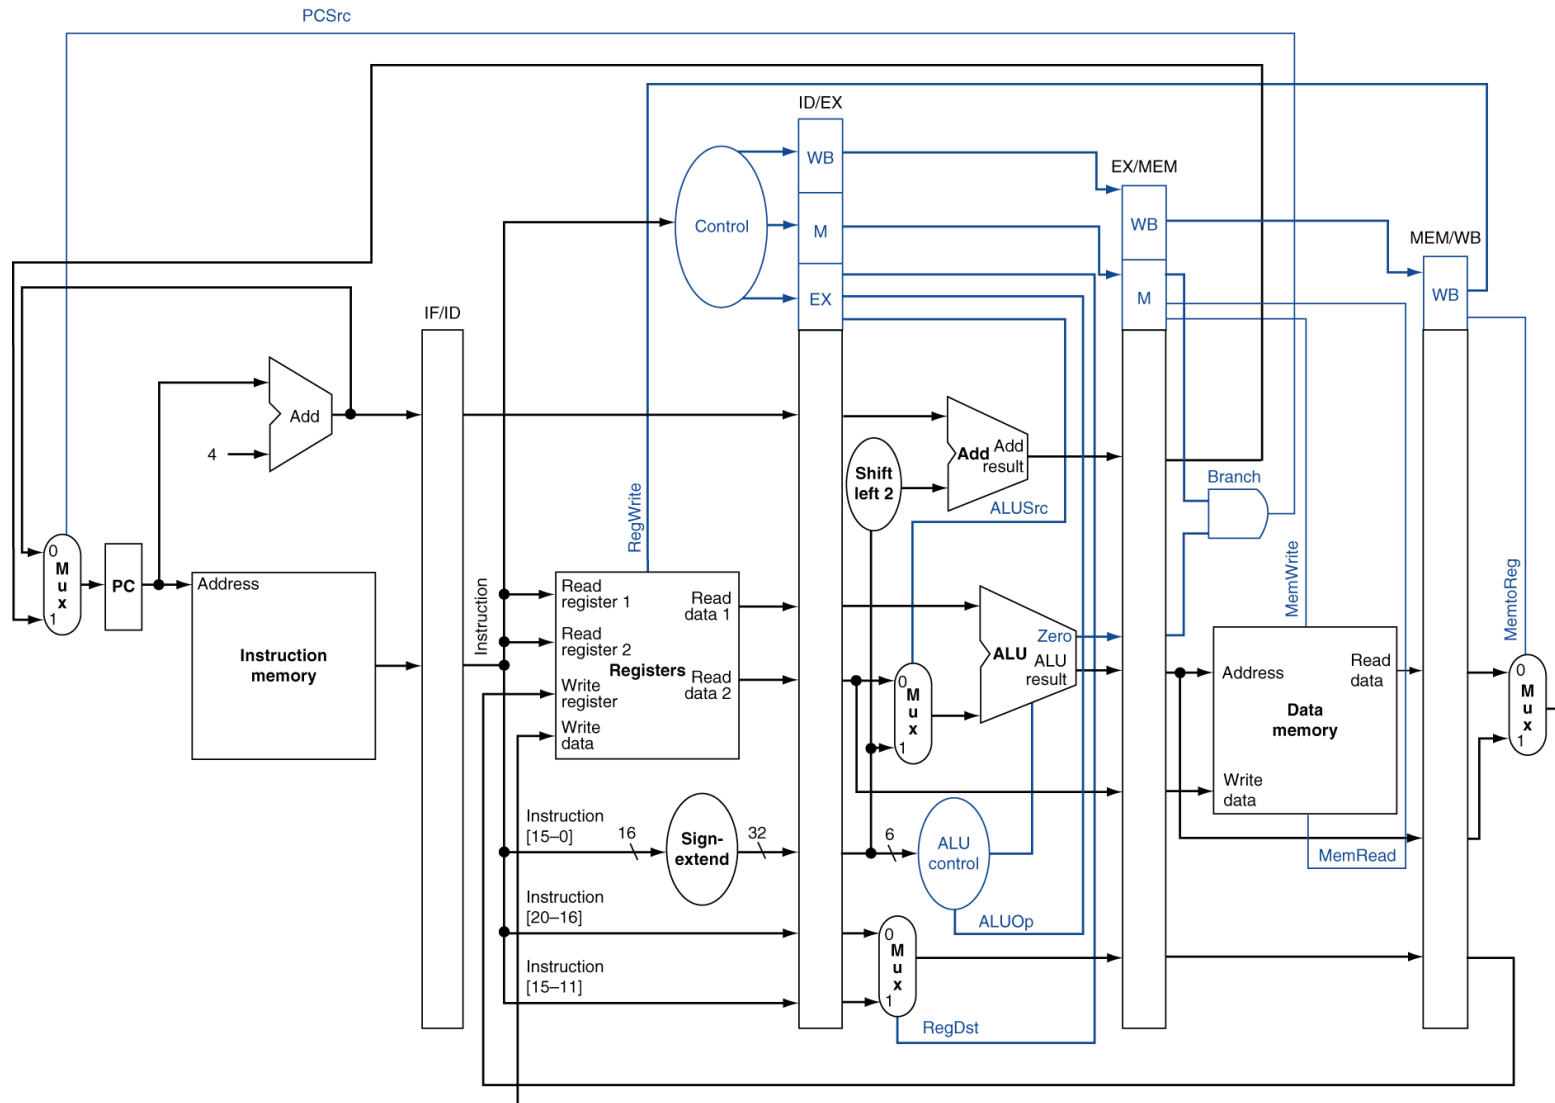 PCSrc
ID/EX
WB
EX/MEM
Control
M
WB
MEM/WB
EX
M
WB
IF/ID
Add
4
Add Add
result
Shift
left 2
Branch
ALUSrc
RegWrite
MemWrite
MemtoReg
0
M
u
x
1
PC
Address
Instruction
memory
Instruction
Read
register 1
Read
register 2
Write
register
Write
data
Registers
Read
data 1
Read
data 2
0
M
u
x
1
Zero
ALU
ALU
result
Address
Read
data
Data
memory
Write
data
0
M
u
x
1
Instruction
[15–0]
16
Sign-
extend
32
6
ALU
control
MemRead
Instruction
[20–16]
ALUOp
0
M
u
x
1
Instruction
[15–11]
RegDst